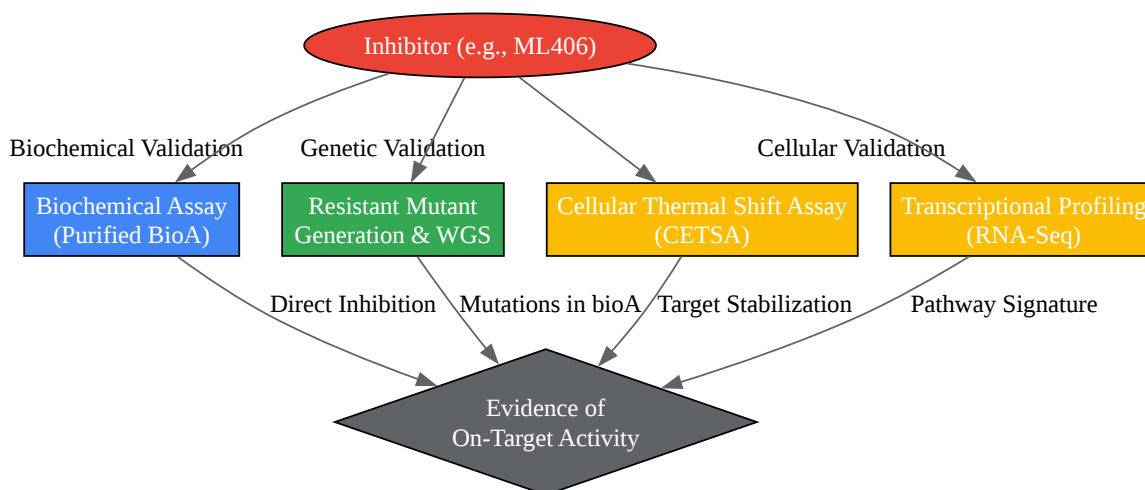 Inhibitor (e.g., ML406)
Biochemical Validation
Genetic Validation
Cellular Validation
Biochemical Assay
(Purified BioA)
Resistant Mutant
Generation & WGS
Cellular Thermal Shift Assay
(CETSA)
Transcriptional Profiling
(RNA-Seq)
Direct Inhibition
Mutations in bioA
Target Stabilization
Pathway Signature
Evidence of
On-Target Activity